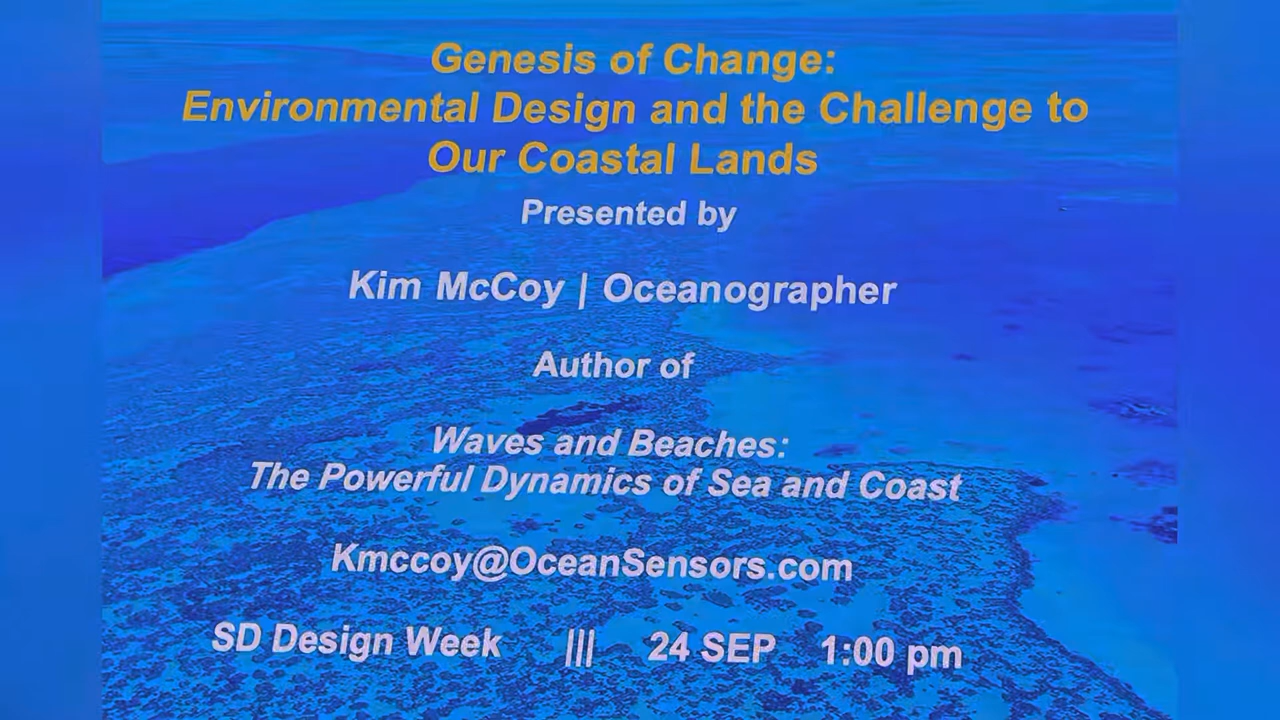 Genesis of Change:
Environmental Design and the Challenge to
Our Coastal Lands
Presented by
Kim McCoy | Oceanographer
Author of
Waves and Beaches:
The Powerful Dynamics of Sea and Coast
Kmccoy@OceanSensors.com
SD Design Week ||| 24 SEP 1:00 pm